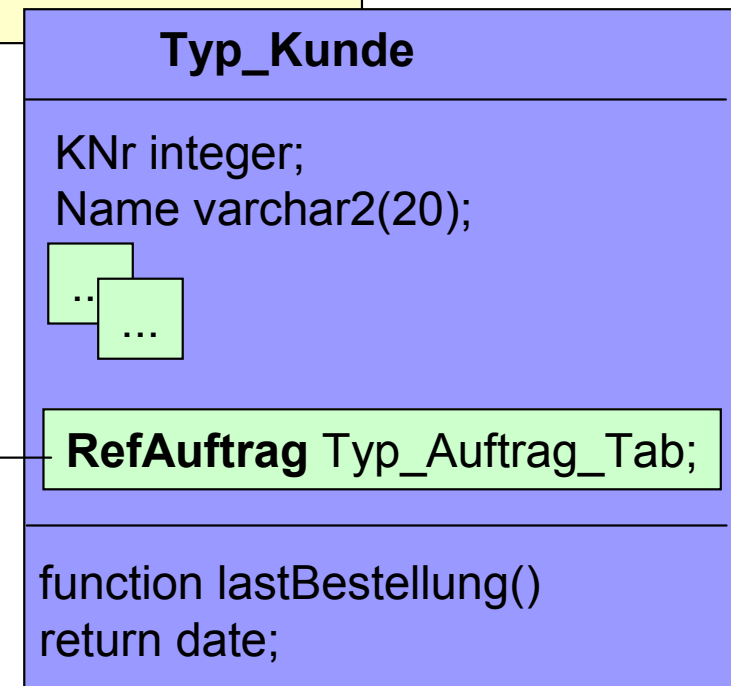 Typ_Kunde
KNr integer;
Name varchar2(20);
..
...
RefAuftrag Typ_Auftrag_Tab;
function lastBestellung()
return date;